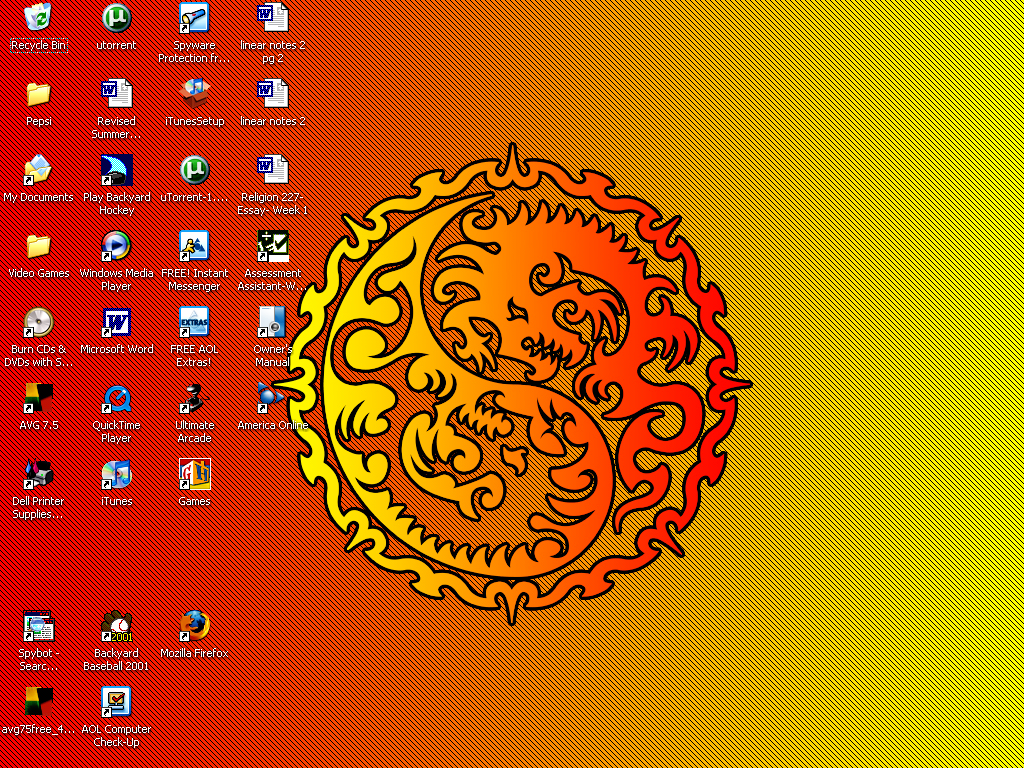 Recycle Bin
utorrent
Spyware
Protection fr...
linear notes 2
pg 2
Pepsi
Revised
Summer...
iTunesSetup
linear notes 2
My Documents
Play Backyard
Hockey
uTorrent-1....
Religion 227-
Essay- Week 1
Video Games
Windows Media
Player
FREE! Instant
Messenger
Assessment
Assistant-W...
Burn CDs &
DVDs with S...
Microsoft Word
EXTRAS
FREE AOL
Extras!
Owner's
Manual
AVG 7.5
QuickTime
Player
Ultimate
Arcade
America Online
Dell Printer
Supplies...
iTunes
Games
Spybot -
Searc...
2001
Backyard
Baseball 2001
Mozilla Firefox
avg75free_4...
AOL Computer
Check-Up